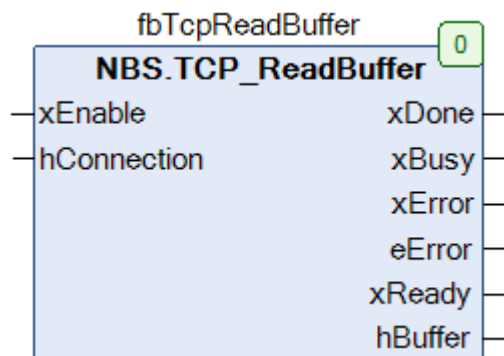 fbTcpReadBuffer
0
NBS.TCP_ReadBuffer
xEnable xDone
hConnection xBusy
xError
eError
xReady
hBuffer